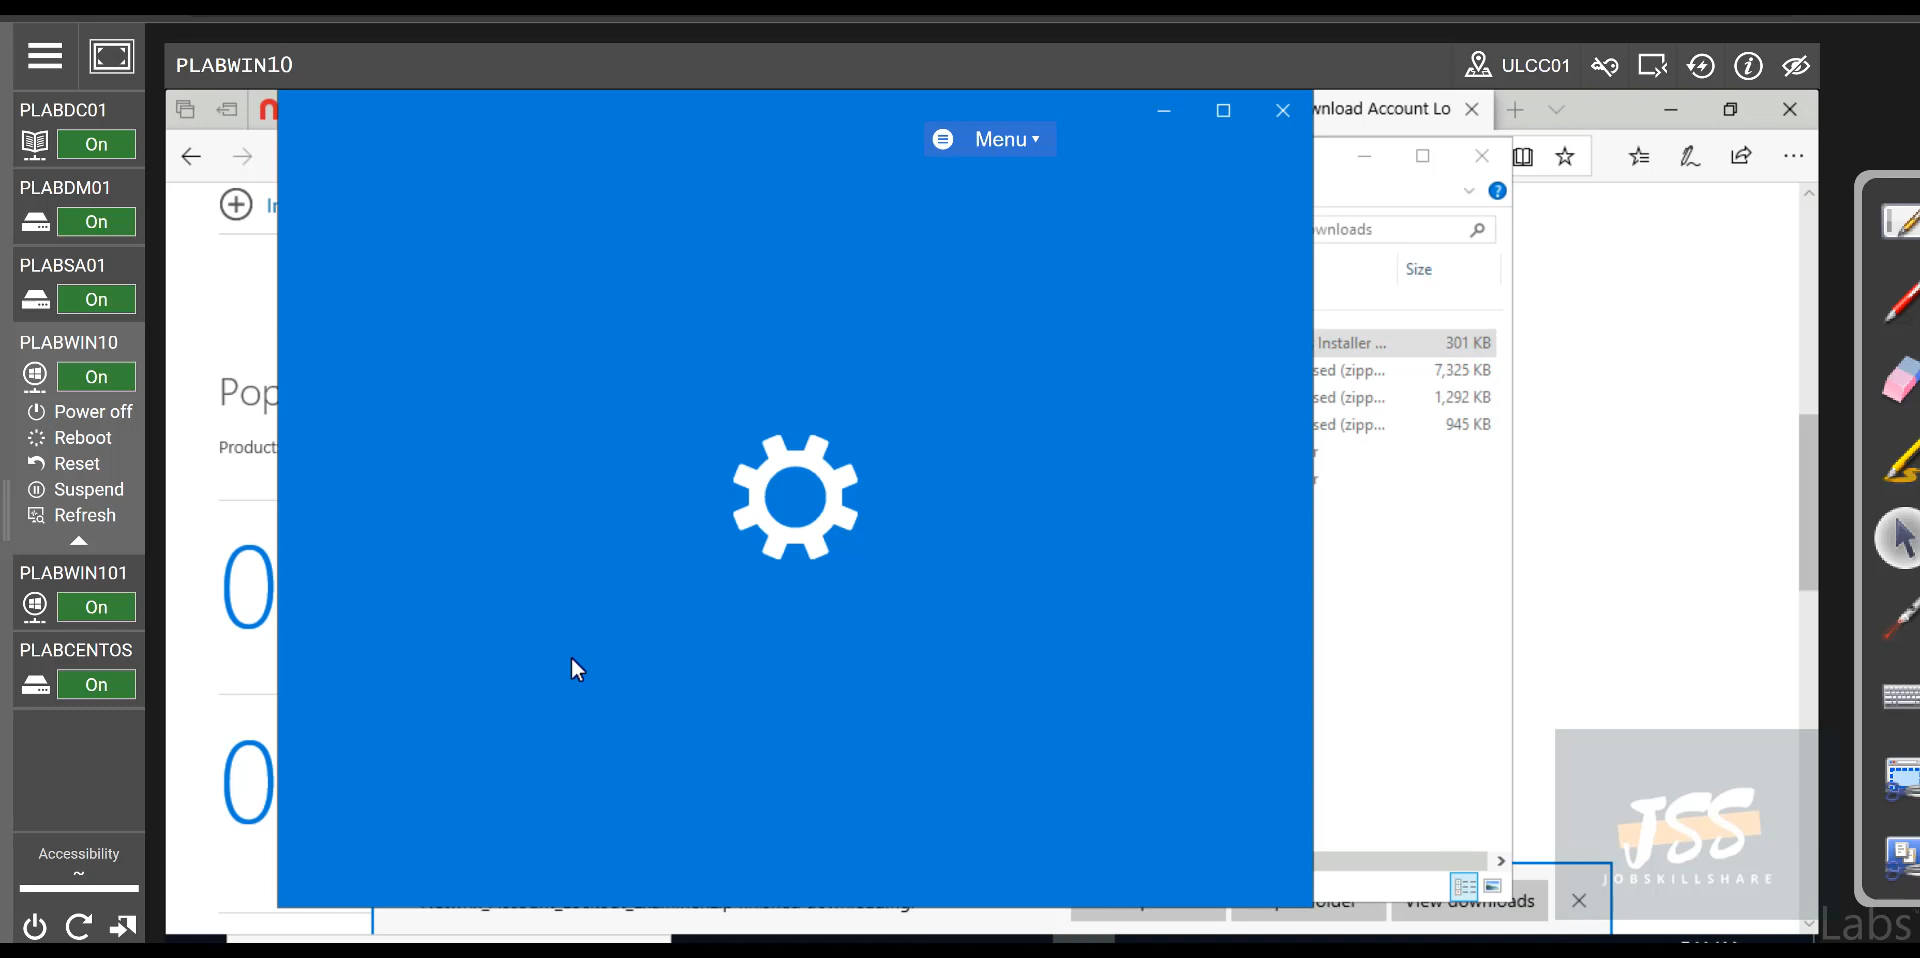 PLABWIN10
ULCC01
PLABDC01
On
PLABDM01
On
PLABSA01
On
PLABWIN10
On
Power off
Reboot
Reset
Suspend
Refresh
PLABWIN101
On
PLABCENTOS
On
Accessibility
wnload Account Lo
Menu
In
wnloads
Size
Installer ...
301 KB
sed (zipp...
7,325 KB
sed (zipp...
1,292 KB
sed (zipp...
945 KB
r
r
Pop
Product
0
0
older
View downloads
JSS
JOBSKILLSHARE
Labs